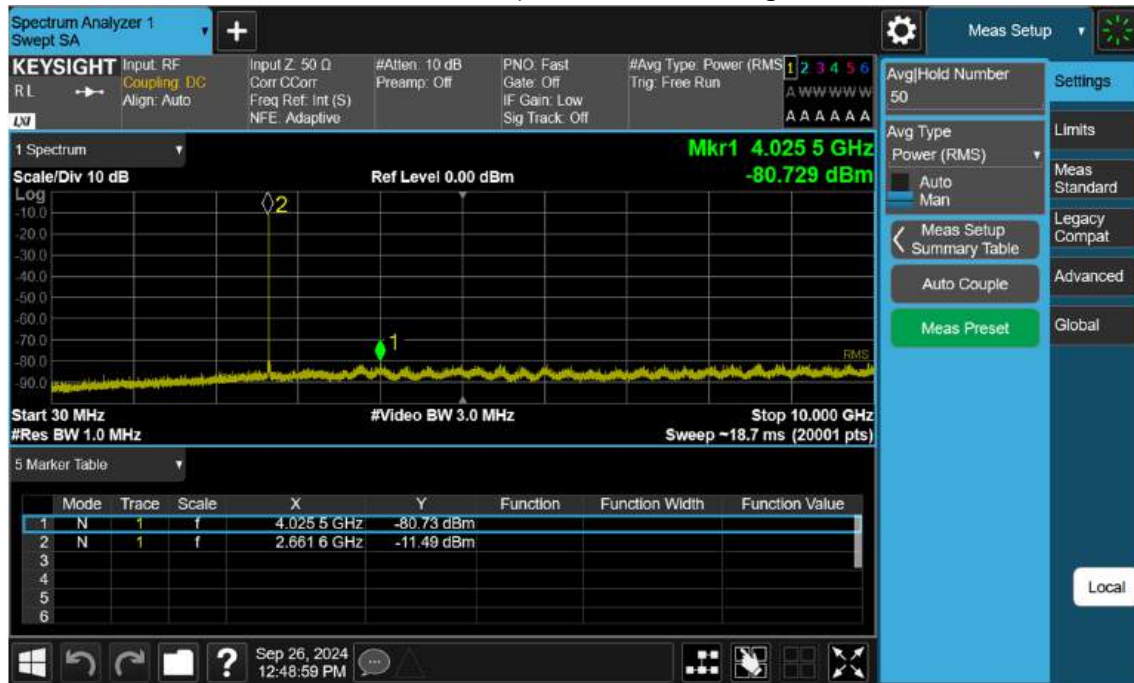 Spectrum Analyzer 1
Swept SA
+
Meas Setup
KEYSIGHT
RL
LXI
Input: RF
Coupling: DC
Align: Auto
Input Z: 50 Ω
Corr CCorr
Freq Ref: Int (S)
NFE: Adaptive
#Atten: 10 dB
Preamp: Off
PNO: Fast
Gate: Off
IF Gain: Low
Sig Track: Off
#Avg Type: Power (RMS
Trig: Free Run
1 2 3 4 5 6
A W W W W W
A A A A A A
1 Spectrum
Scale/Div 10 dB
Ref Level 0.00 dBm
Mkr1 4.025 5 GHz
-80.729 dBm
Log
-10.0
-20.0
-30.0
-40.0
-50.0
-60.0
-70.0
-80.0
-90.0
2
1
RMS
Start 30 MHz
#Video BW 3.0 MHz
Stop 10.000 GHz
#Res BW 1.0 MHz
Sweep ~18.7 ms (20001 pts)
5 Marker Table
Mode Trace Scale X Y Function Function Width Function Value
1 N 1 f 4.025 5 GHz -80.73 dBm
2 N 1 f 2.661 6 GHz -11.49 dBm
3
4
5
6
Sep 26, 2024
12:48:59 PM
?
Avg|Hold Number
50
Avg Type
Power (RMS)
Auto
Man
Meas Setup
Summary Table
Auto Couple
Meas Preset
Settings
Limits
Meas
Standard
Legacy
Compat
Advanced
Global
Local